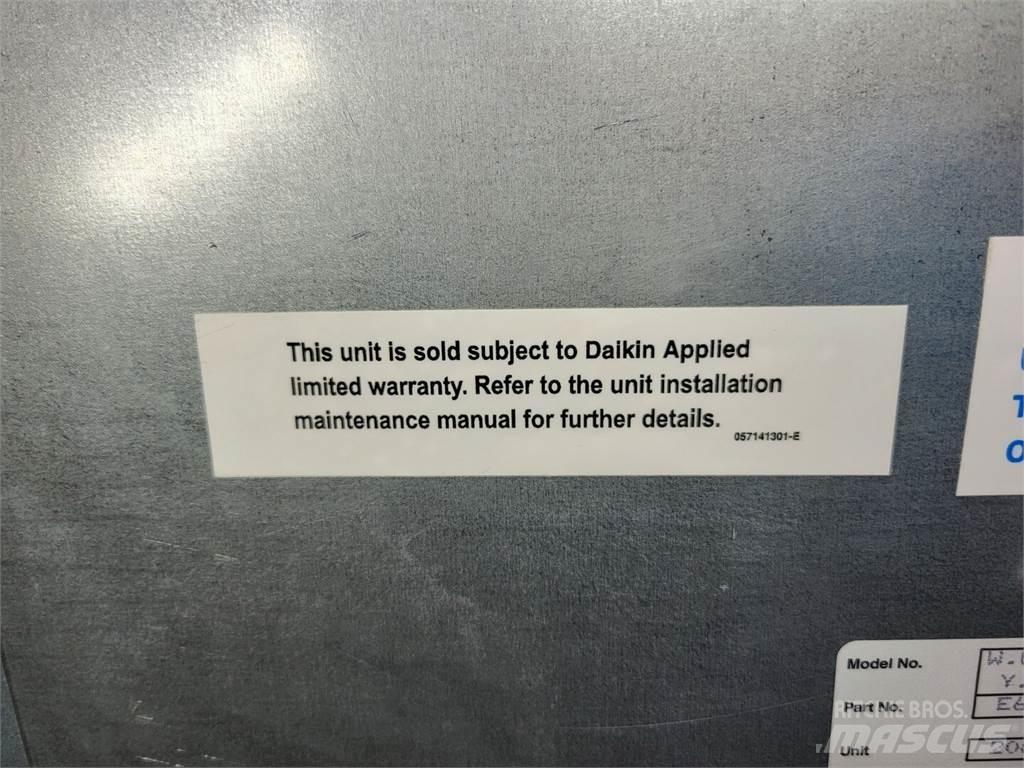 This unit is sold subject to Daikin Applied
limited warranty. Refer to the unit installation
maintenance manual for further details.
057141301-E
Model No.
Part No.
Unit
RITCHIE BROS.
MASCUS